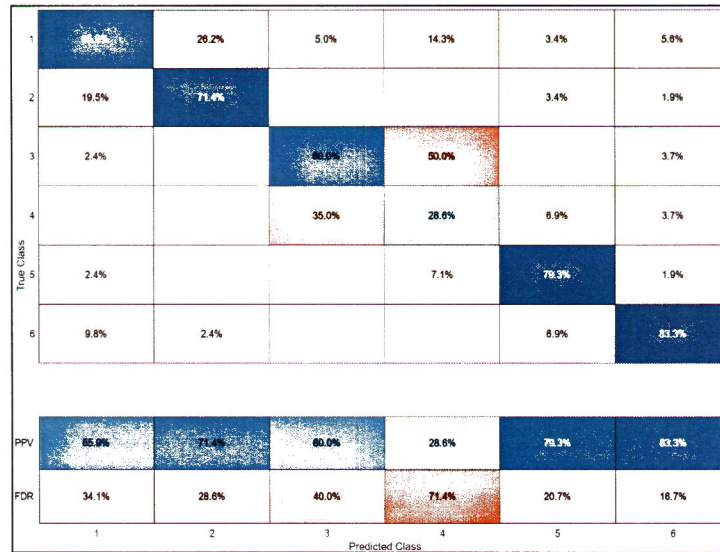 1 26.2% 5.0% 14.3% 3.4% 5.6%
2 19.5% 71.4% 3.4% 1.9%
3 2.4% 60.0% 50.0% 3.7%
4 35.0% 28.6% 6.9% 3.7%
5 2.4% 7.1% 79.3% 1.9%
6 9.8% 2.4% 6.9% 83.3%
True Class
PPV 65.9% 71.4% 60.0% 28.6% 79.3% 83.3%
FDR 34.1% 28.6% 40.0% 71.4% 20.7% 16.7%
1 2 3 4 5 6
Predicted Class